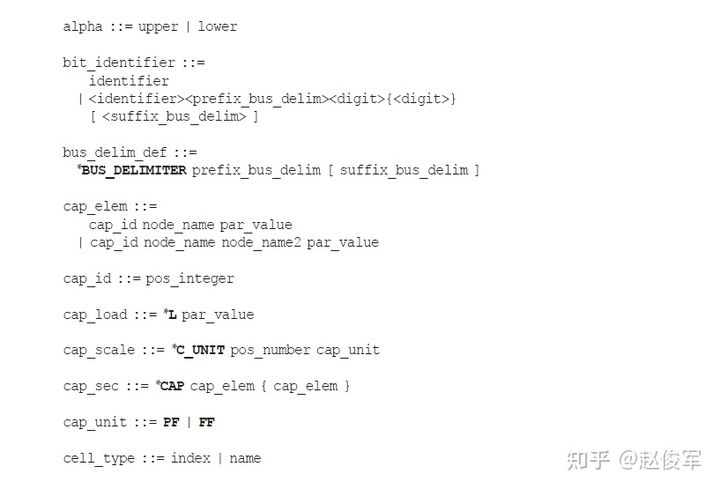 alpha ::= upper | lower
bit_identifier ::=
identifier
| <identifier><prefix_bus_delim><digit>{<digit>}
[ <suffix_bus_delim> ]
bus_delim_def ::=
*BUS_DELIMITER prefix_bus_delim [ suffix_bus_delim ]
cap_elem ::=
cap_id node_name par_value
| cap_id node_name node_name2 par_value
cap_id ::= pos_integer
cap_load ::= *L par_value
cap_scale ::= *C_UNIT pos_number cap_unit
cap_sec ::= *CAP cap_elem { cap_elem }
cap_unit ::= PF | FF
cell_type ::= index | name
知乎 @赵俊军